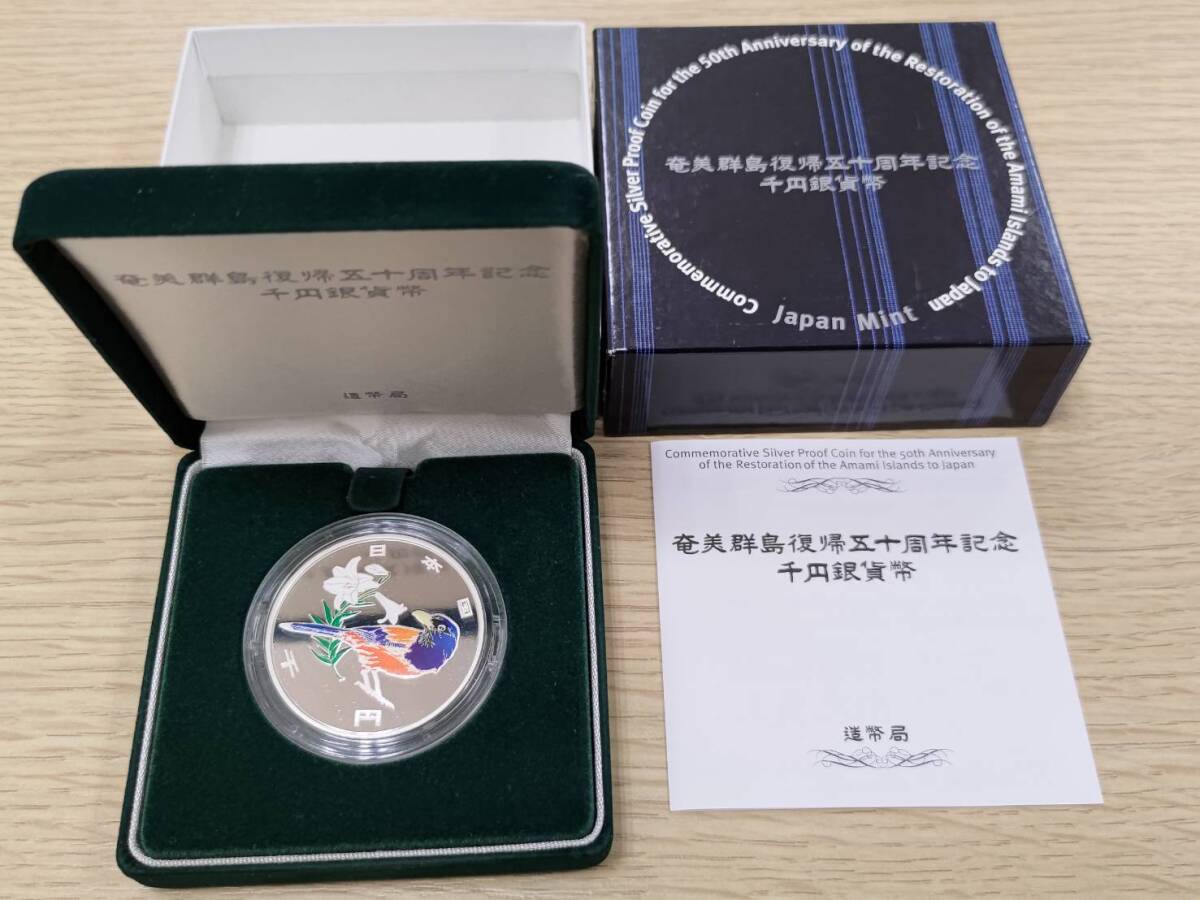 Commemorative Silver Proof Coin for the 50th Anniversary of the Restoration of the Amami Islands to Japan
奄美群島復帰五十周年記念
千円銀貨幣
Japan Mint
奄美群島復帰五十周年記念
千円銀貨幣
造幣局
日本国
千円
Commemorative Silver Proof Coin for the 50th Anniversary
of the Restoration of the Amami Islands to Japan
奄美群島復帰五十周年記念
千円銀貨幣
造幣局